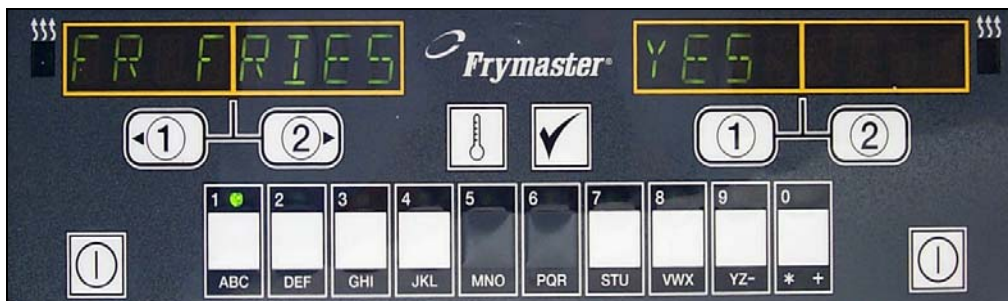 FR FRIES
Frymaster®
YES
1 2
1 2
1 2 3 4 5 6 7 8 9 0
ABC DEF GHI JKL MNO PQR STU VWX YZ- * +